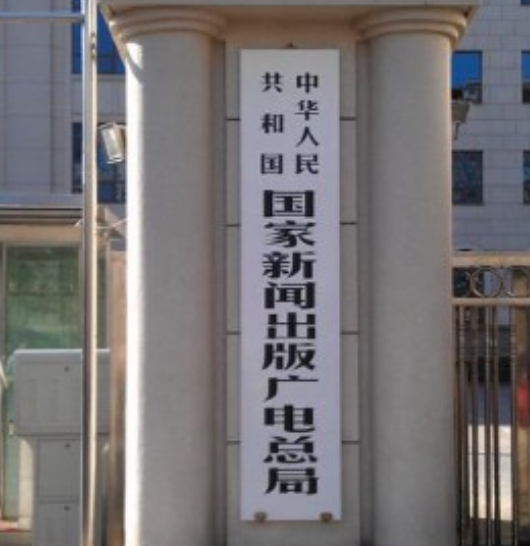 中华人民
共和国
国家新闻出版广电总局